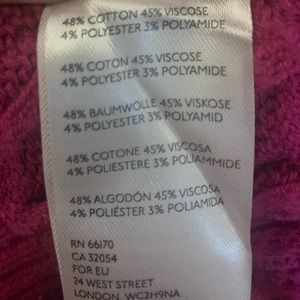 48% COTTON 45% VISCOSE
4% POLYESTER 3% POLYAMIDE
48% COTON 45% VISCOSE
4% POLYESTER 3% POLYAMIDE
48% BAUMWOLLE 45% VISKOSE
4% POLYESTER 3% POLYAMID
48% COTONE 45% VISCOSA
4% POLIESTERE 3% POLIAMMIDE
48% ALGODÓN 45% VISCOSA
4% POLIÉSTER 3% POLIAMIDA
RN 66170
CA 32054
FOR EU
24 WEST STREET
LONDON, WC2H9NA